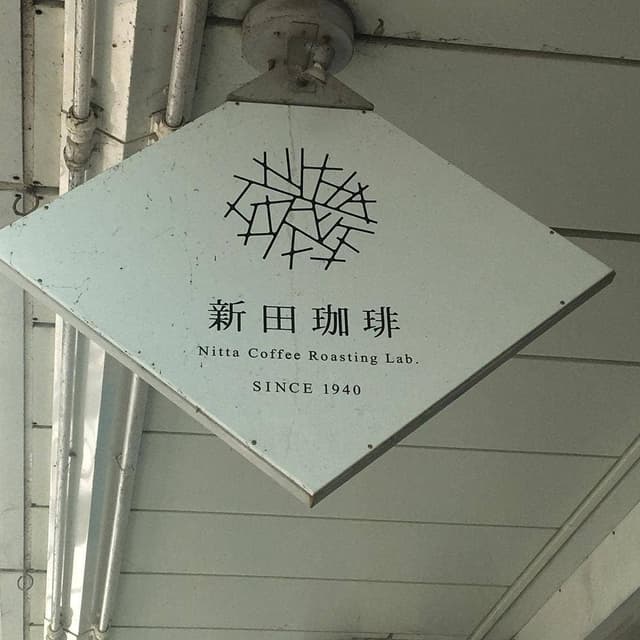 新田珈琲
Nitta Coffee Roasting Lab.
SINCE 1940